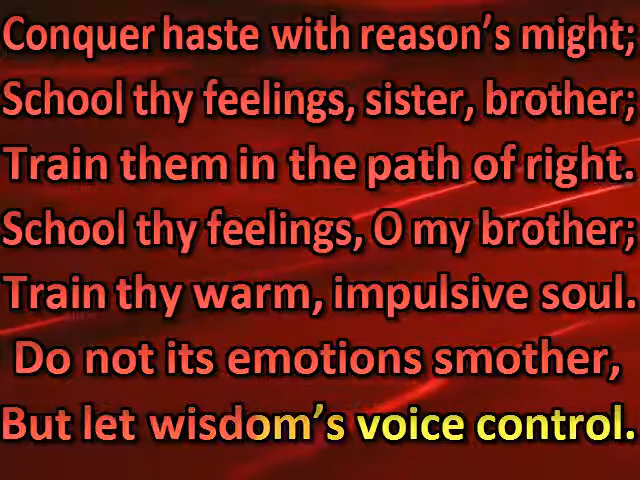 Conquer haste with reason’s might;
School thy feelings, sister, brother;
Train them in the path of right.
School thy feelings, O my brother;
Train thy warm, impulsive soul.
Do not its emotions smother,
But let wisdom’s voice control.